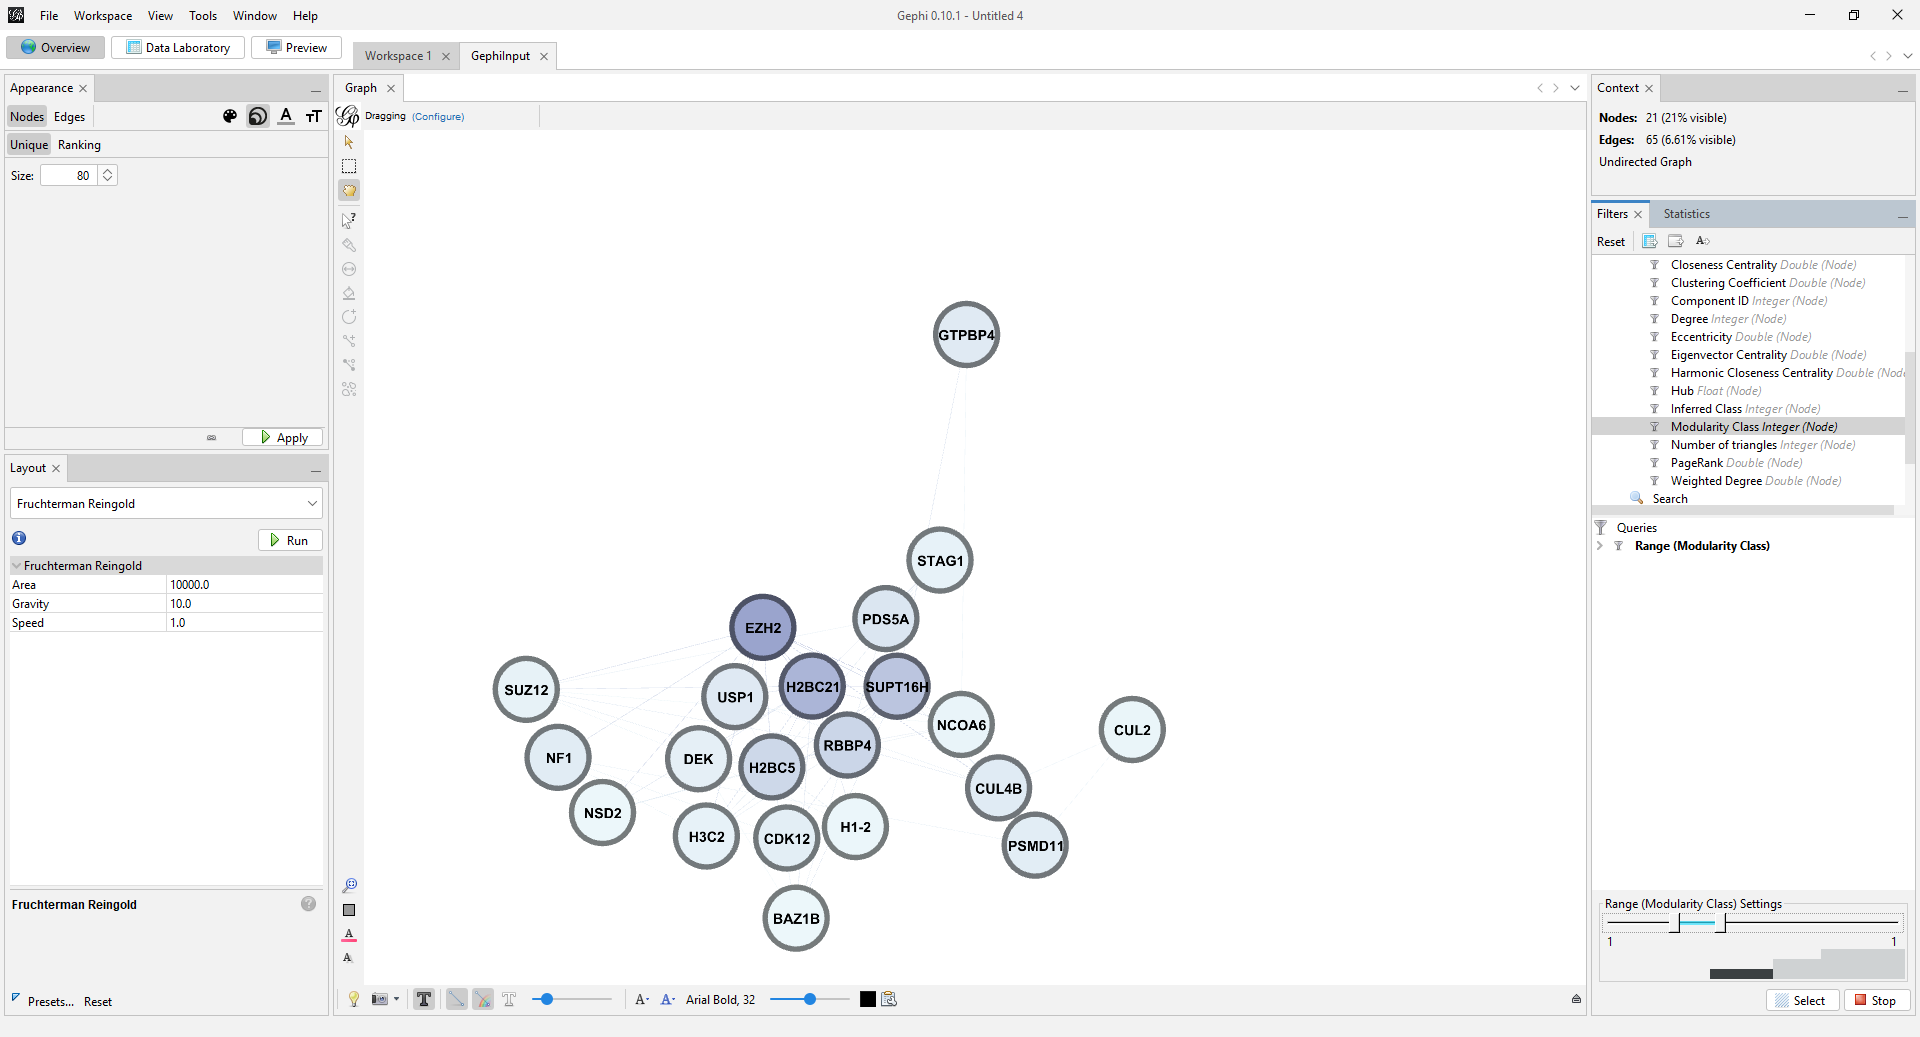 File Workspace View Tools Window Help
Gephi 0.10.1 - Untitled 4
Overview Data Laboratory Preview
Workspace 1 GephiInput
Appearance
Nodes Edges
Unique Ranking
Size: 80
Apply
Layout
Fruchterman Reingold
Run
Fruchterman Reingold
Area 10000.0
Gravity 10.0
Speed 1.0
Fruchterman Reingold
Presets... Reset
Graph
Dragging (Configure)
GTPBP4
STAG1
PDS5A
EZH2
SUZ12
USP1
H2BC21
SUPT16H
NCOA6
CUL2
NF1
DEK
H2BC5
RBBP4
CUL4B
NSD2
H3C2
CDK12
H1-2
PSMD11
BAZ1B
Arial Bold, 32
Context
Nodes: 21 (21% visible)
Edges: 65 (6.61% visible)
Undirected Graph
Filters Statistics
Reset
Closeness Centrality Double (Node)
Clustering Coefficient Double (Node)
Component ID Integer (Node)
Degree Integer (Node)
Eccentricity Double (Node)
Eigenvector Centrality Double (Node)
Harmonic Closeness Centrality Double (Node
Hub Float (Node)
Inferred Class Integer (Node)
Modularity Class Integer (Node)
Number of triangles Integer (Node)
PageRank Double (Node)
Weighted Degree Double (Node)
Search
Queries
Range (Modularity Class)
Range (Modularity Class) Settings
1 1
Select Stop